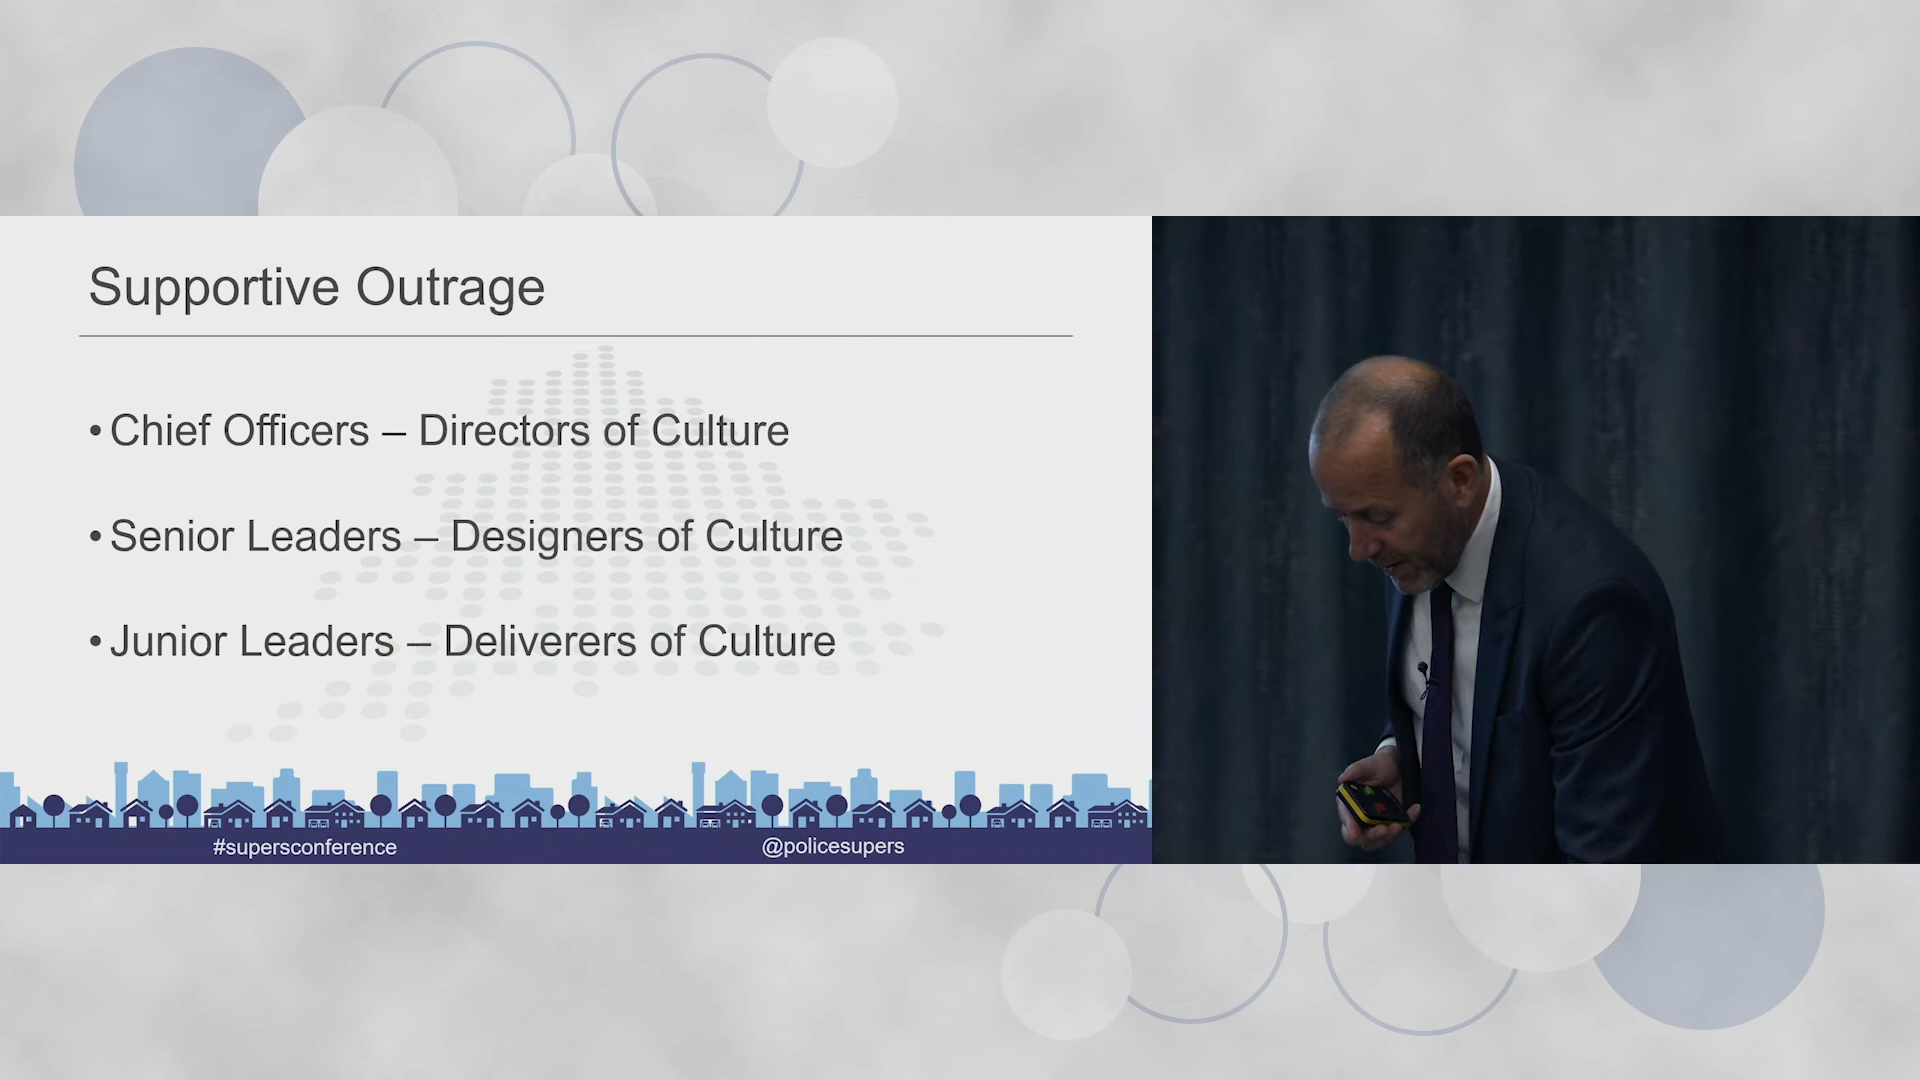 Supportive Outrage
• Chief Officers – Directors of Culture
• Senior Leaders – Designers of Culture
• Junior Leaders – Deliverers of Culture
#supersconference
@policesupers